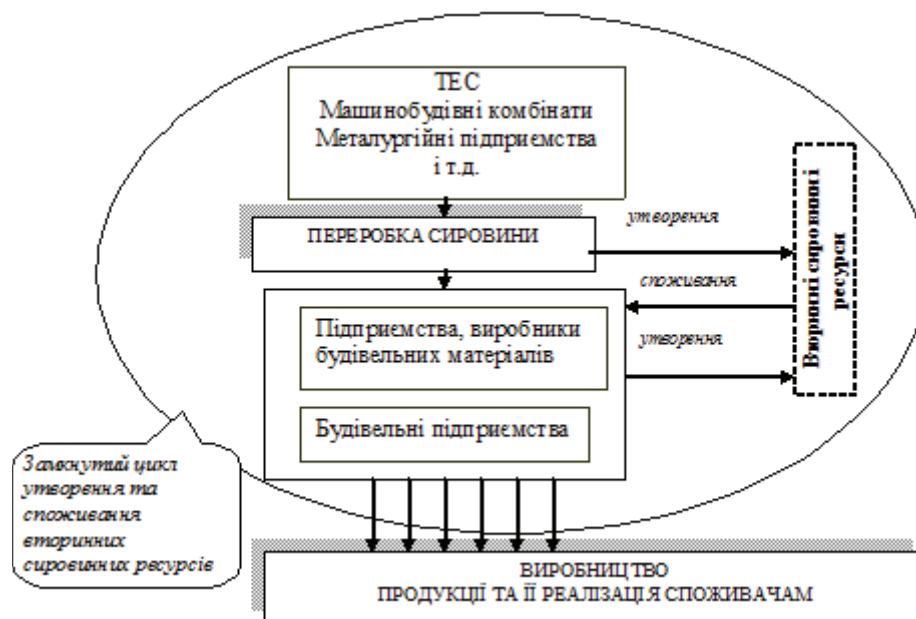 ТЕС
Машинобудівні комбінати
Металургійні підприємства
і т.д.
ПЕРЕРОБКА СИРОВИНИ
утворення
споживання
утворення
Вторинні сировинні
ресурси
Підприємства, виробники
будівельних матеріалів
Будівельні підприємства
Замкнутий цикл
утворення та
споживання
вторинних
сировинних ресурсів
ВИРОБНИЦТВО
ПРОДУКЦІЇ ТА ЇЇ РЕАЛІЗАЦІЯ СПОЖИВАЧАМ